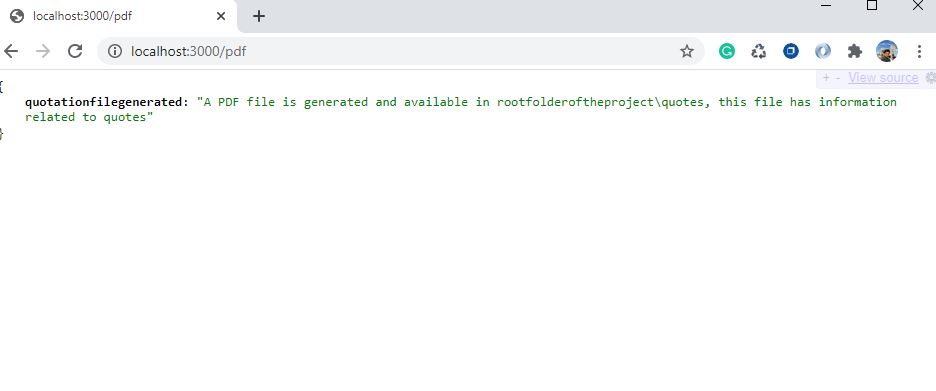 localhost:3000/pdf
localhost:3000/pdf
+ - View source
{
quotationfilegenerated: "A PDF file is generated and available in rootfolderoftheproject\quotes, this file has information
related to quotes"
}